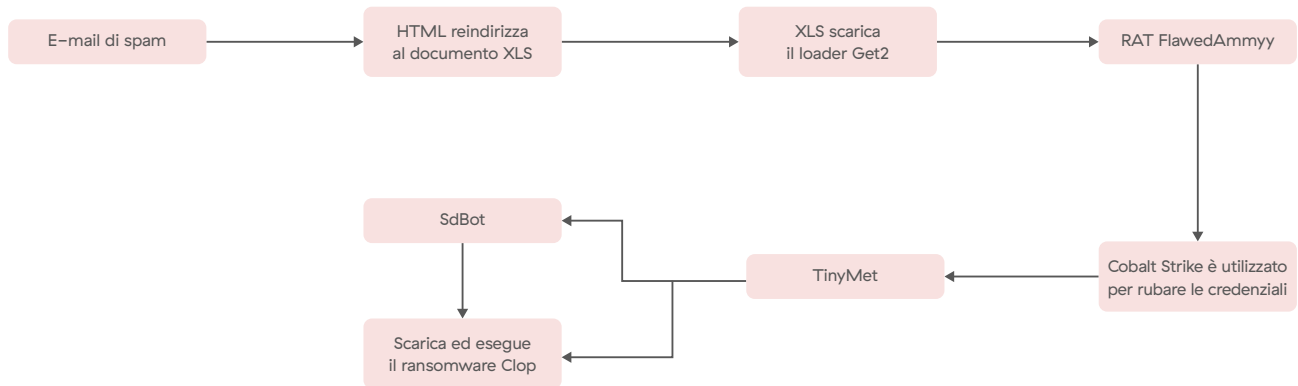 E-mail di spam
HTML reindirizza
al documento XLS
XLS scarica
il loader Get2
RAT FlawedAmmyy
Cobalt Strike è utilizzato
per rubare le credenziali
TinyMet
SdBot
Scarica ed esegue
il ransomware Clop